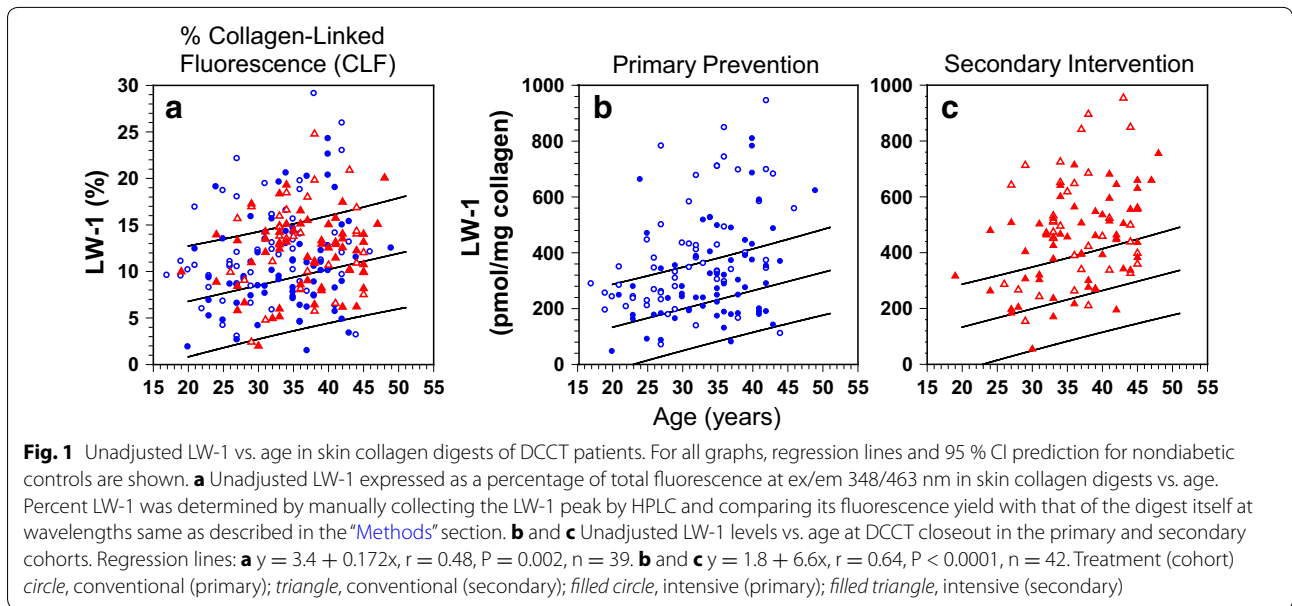 % Collagen-Linked
Fluorescence (CLF)
Primary Prevention
Secondary Intervention
a
b
c
30
25
20
15
10
5
0
LW-1 (%)
15 20 25 30 35 40 45 50 55
1000
800
600
400
200
0
LW-1
(pmol/mg collagen)
15 20 25 30 35 40 45 50 55
1000
800
600
400
200
0
15 20 25 30 35 40 45 50 55
Age (years)
Fig. 1 Unadjusted LW-1 vs. age in skin collagen digests of DCCT patients. For all graphs, regression lines and 95 % CI prediction for nondiabetic
controls are shown. a Unadjusted LW-1 expressed as a percentage of total fluorescence at ex/em 348/463 nm in skin collagen digests vs. age.
Percent LW-1 was determined by manually collecting the LW-1 peak by HPLC and comparing its fluorescence yield with that of the digest itself at
wavelengths same as described in the “Methods” section. b and c Unadjusted LW-1 levels vs. age at DCCT closeout in the primary and secondary
cohorts. Regression lines: a y = 3.4 + 0.172x, r = 0.48, P = 0.002, n = 39. b and c y = 1.8 + 6.6x, r = 0.64, P < 0.0001, n = 42. Treatment (cohort)
circle, conventional (primary); triangle, conventional (secondary); filled circle, intensive (primary); filled triangle, intensive (secondary)